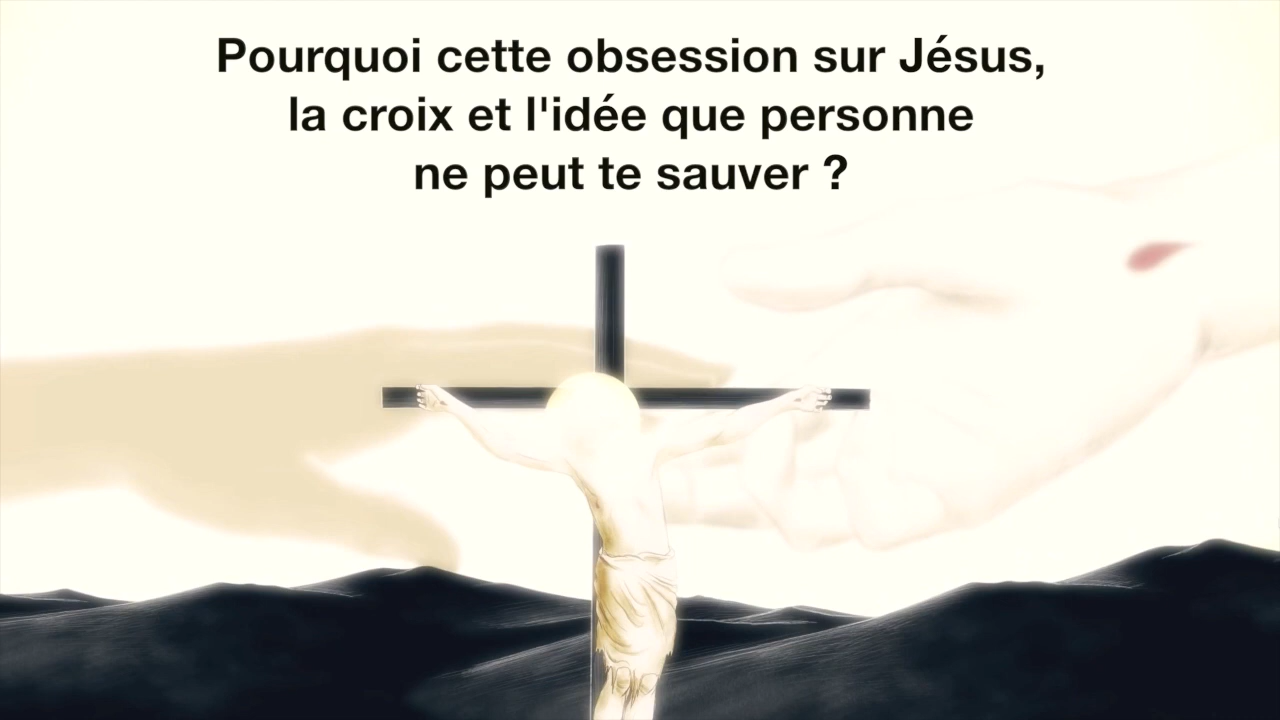 Pourquoi cette obsession sur Jésus,
la croix et l'idée que personne
ne peut te sauver ?